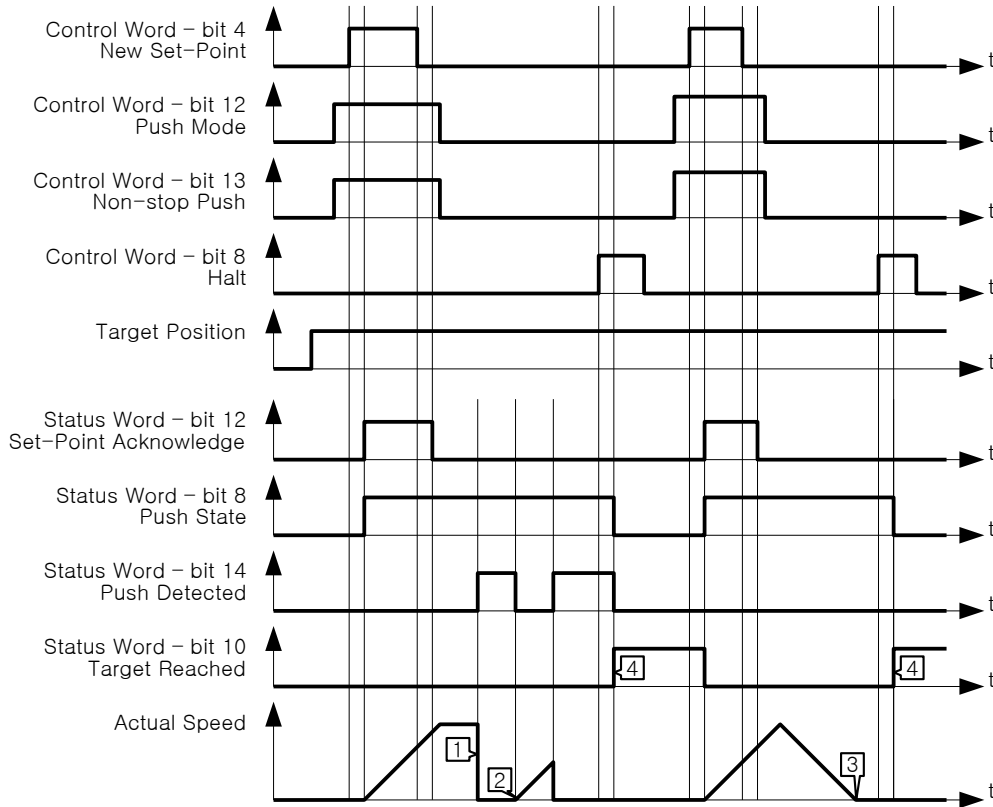 Control Word – bit 4
New Set–Point
t
Control Word – bit 12
Push Mode
t
Control Word – bit 13
Non–stop Push
t
Control Word – bit 8
Halt
t
Target Position
t
Status Word – bit 12
Set–Point Acknowledge
t
Status Word – bit 8
Push State
t
Status Word – bit 14
Push Detected
t
Status Word – bit 10
Target Reached
4
4
t
Actual Speed
1
2
3
t